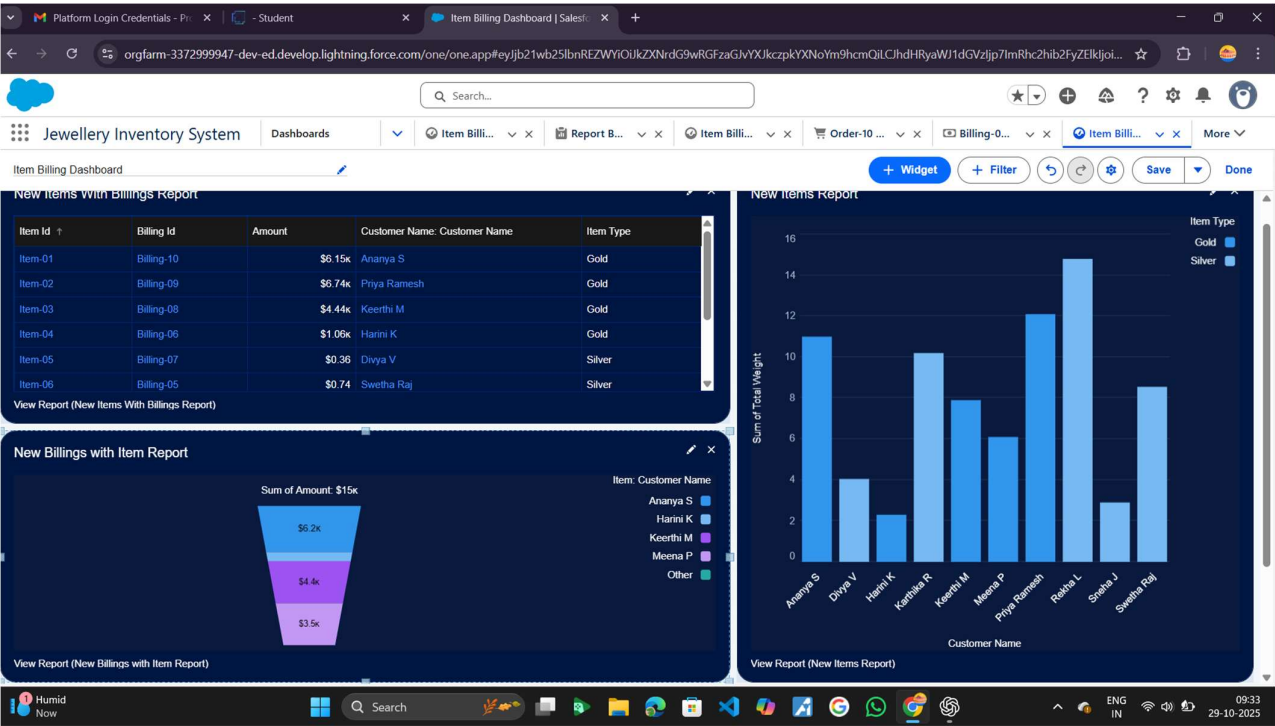 Platform Login Credentials - Pr
- Student
Item Billing Dashboard | Salesfo
orgfarm-3372999947-dev-ed.develop.lightning.force.com/one/one.app#
Search...
Jewellery Inventory System
Dashboards
Item Billi...
Report B...
Item Billi...
Order-10 ...
Billing-0...
Item Billi...
More
Item Billing Dashboard
+ Widget
+ Filter
Save
Done
New Items With Billings Report
Item Id ↑ Billing Id Amount Customer Name: Customer Name Item Type
Item-01 Billing-10 $6.15K Ananya S Gold
Item-02 Billing-09 $6.74K Priya Ramesh Gold
Item-03 Billing-08 $4.44K Keerthi M Gold
Item-04 Billing-06 $1.06K Harini K Gold
Item-05 Billing-07 $0.36 Divya V Silver
Item-06 Billing-05 $0.74 Swetha Raj Silver
View Report (New Items With Billings Report)
New Billings with Item Report
Sum of Amount: $15K
$6.2K
$4.4K
$3.5K
Item: Customer Name
Ananya S
Harini K
Keerthi M
Meena P
Other
View Report (New Billings with Item Report)
New Items Report
Item Type
Gold
Silver
Sum of Total Weight
16
14
12
10
8
6
4
2
0
Ananya S
Divya V
Harini K
Karthika R
Keerthi M
Meena P
Priya Ramesh
Rekha L
Sneha J
Swetha Raj
Customer Name
View Report (New Items Report)
1
Humid
Now
Search
ENG
IN
09:33
29-10-2025